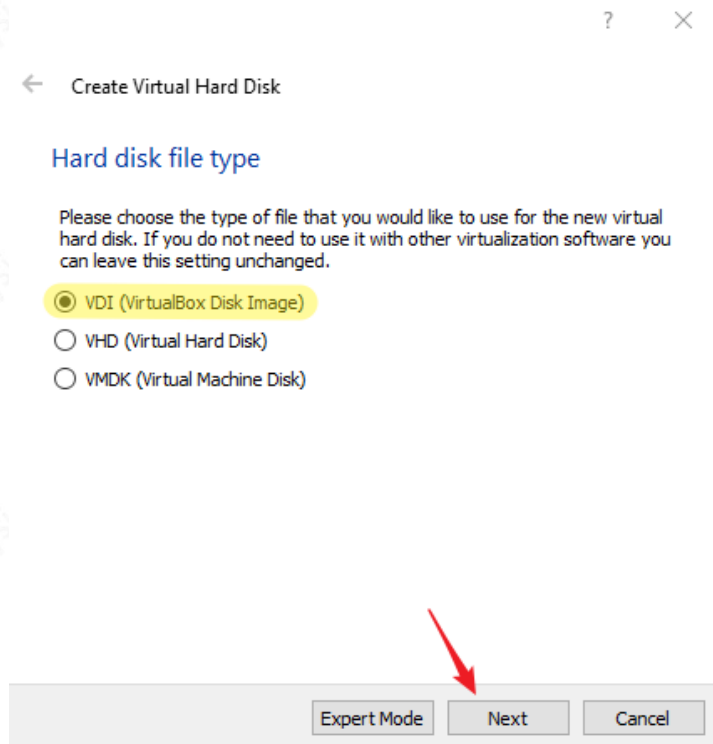 ?
Create Virtual Hard Disk
Hard disk file type
Please choose the type of file that you would like to use for the new virtual
hard disk. If you do not need to use it with other virtualization software you
can leave this setting unchanged.
VDI (VirtualBox Disk Image)
VHD (Virtual Hard Disk)
VMDK (Virtual Machine Disk)
Expert Mode Next Cancel